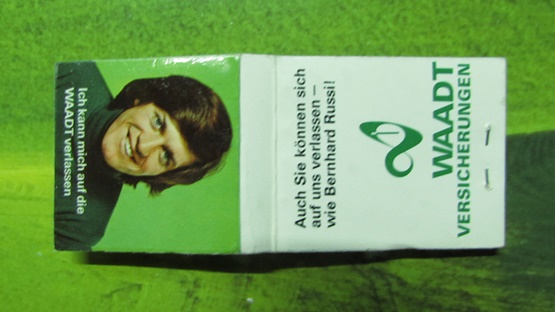 Ich kann mich auf die
WAADT verlassen
Auch Sie können sich
auf uns verlassen –
wie Bernhard Russi!
WAADT
VERSICHERUNGEN